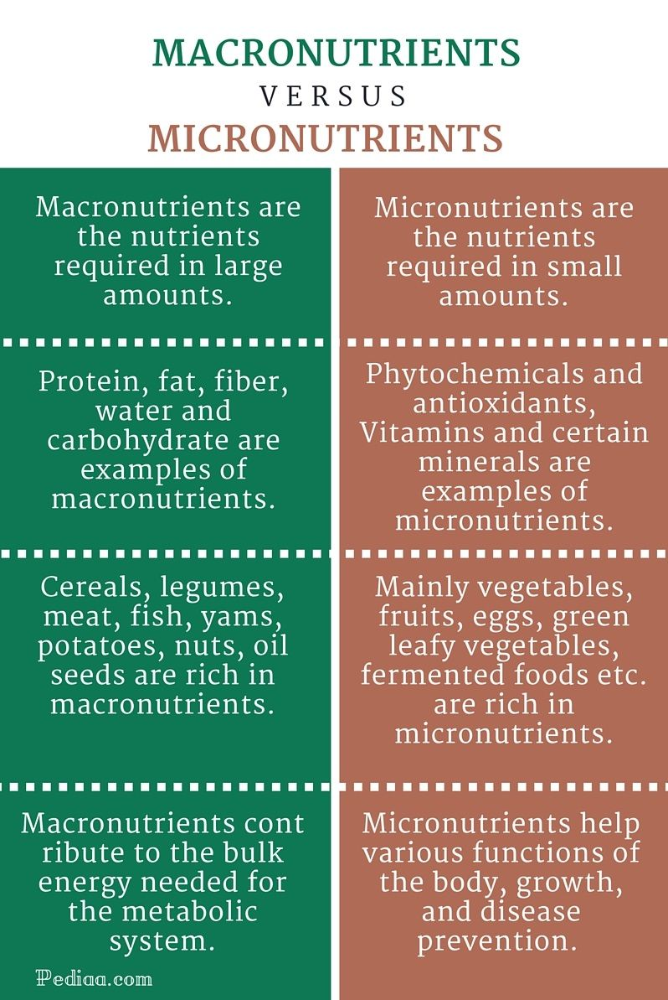 MACRONUTRIENTS
VERSUS
MICRONUTRIENTS
Macronutrients are
the nutrients
required in large
amounts.
Micronutrients are
the nutrients
required in small
amounts.
Protein, fat, fiber,
water and
carbohydrate are
examples of
macronutrients.
Phytochemicals and
antioxidants,
Vitamins and certain
minerals are
examples of
micronutrients.
Cereals, legumes,
meat, fish, yams,
potatoes, nuts, oil
seeds are rich in
macronutrients.
Mainly vegetables,
fruits, eggs, green
leafy vegetables,
fermented foods etc.
are rich in
micronutrients.
Macronutrients cont
ribute to the bulk
energy needed for
the metabolic
system.
Micronutrients help
various functions of
the body, growth,
and disease
prevention.
Pediaa.com